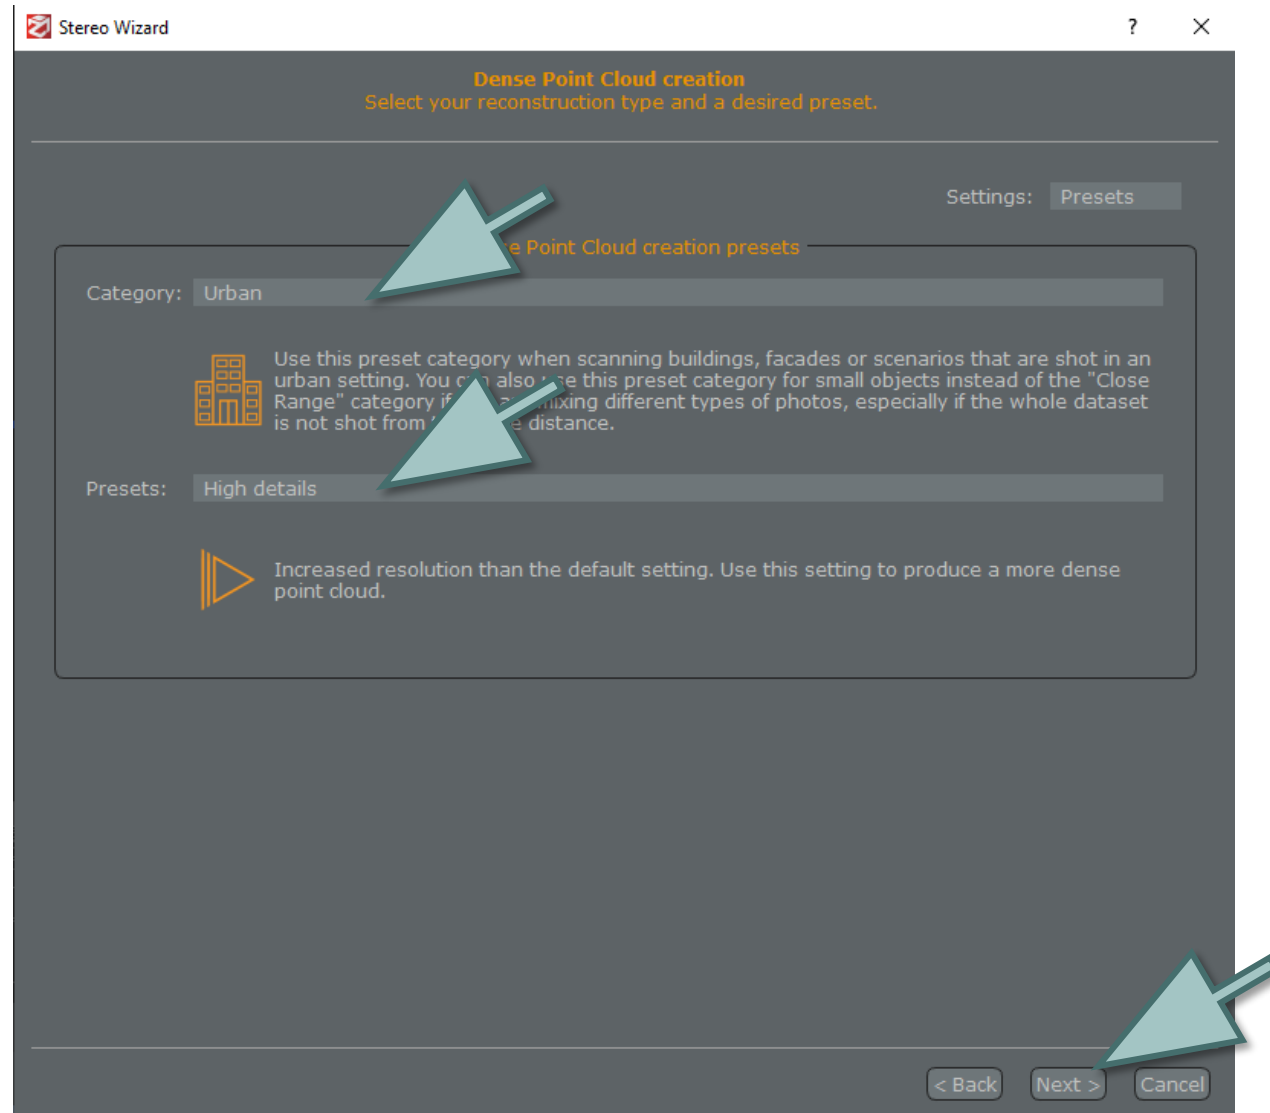 Stereo Wizard
?
Dense Point Cloud creation
Select your reconstruction type and a desired preset.
Settings: Presets
Point Cloud creation presets
Category: Urban
Use this preset category when scanning buildings, facades or scenarios that are shot in an
urban setting. You also this preset category for small objects instead of the "Close
Range" category if mixing different types of photos, especially if the whole dataset
is not shot from distance.
Presets: High details
Increased resolution than the default setting. Use this setting to produce a more dense
point cloud.
< Back Next > Cancel